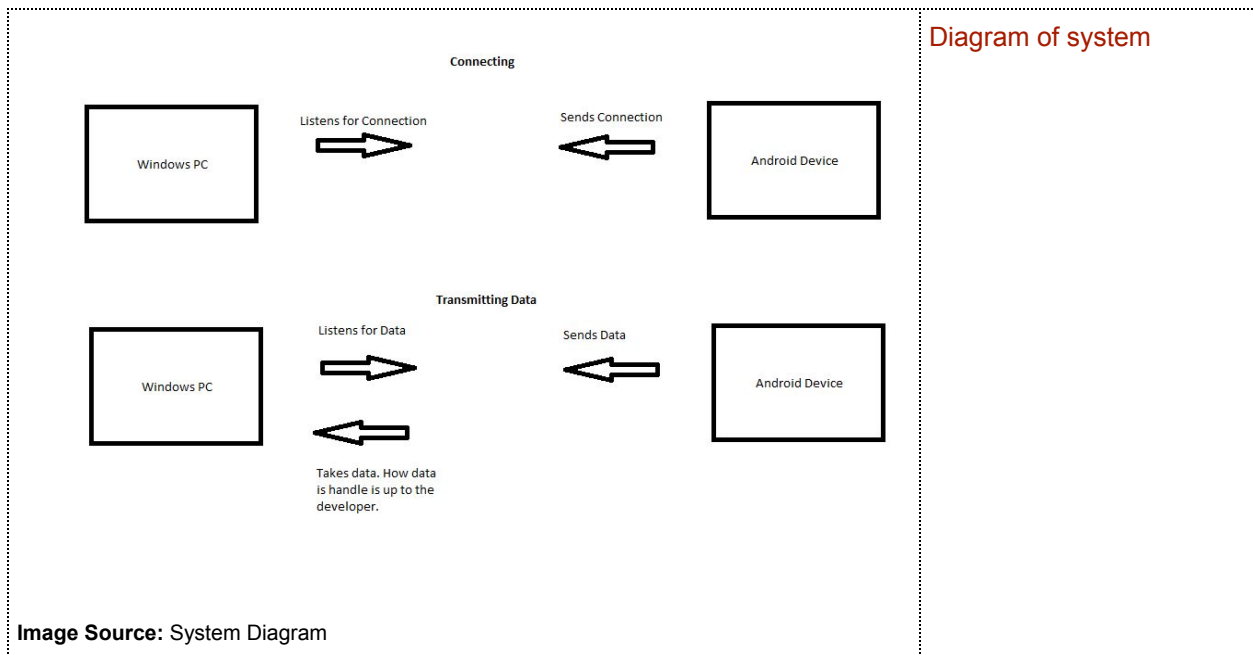 Diagram of system
Connecting
Listens for Connection
Sends Connection
Windows PC
Android Device
Transmitting Data
Listens for Data
Sends Data
Windows PC
Android Device
Takes data. How data
is handle is up to the
developer.
Image Source: System Diagram